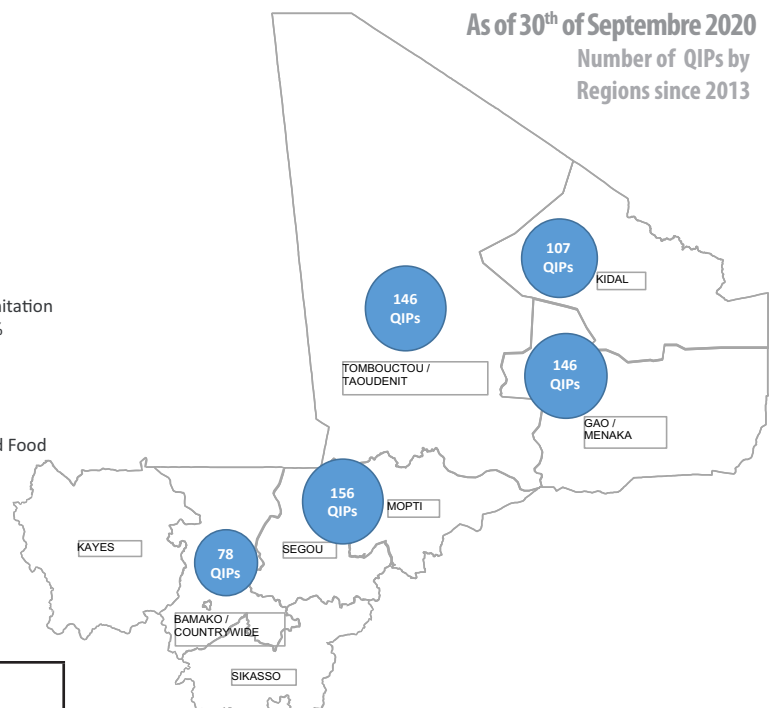 As of 30th of Septembre 2020
Number of QIPs by
Regions since 2013
107
QIPs
KIDAL
146
QIPs
TOMBOUCTOU /
TAOUDENIT
146
QIPs
GAO /
MENAKA
Food
156
QIPs
MOPTI
SEGOU
KAYES
78
QIPs
BAMAKO /
COUNTRYWIDE
SIKASSO